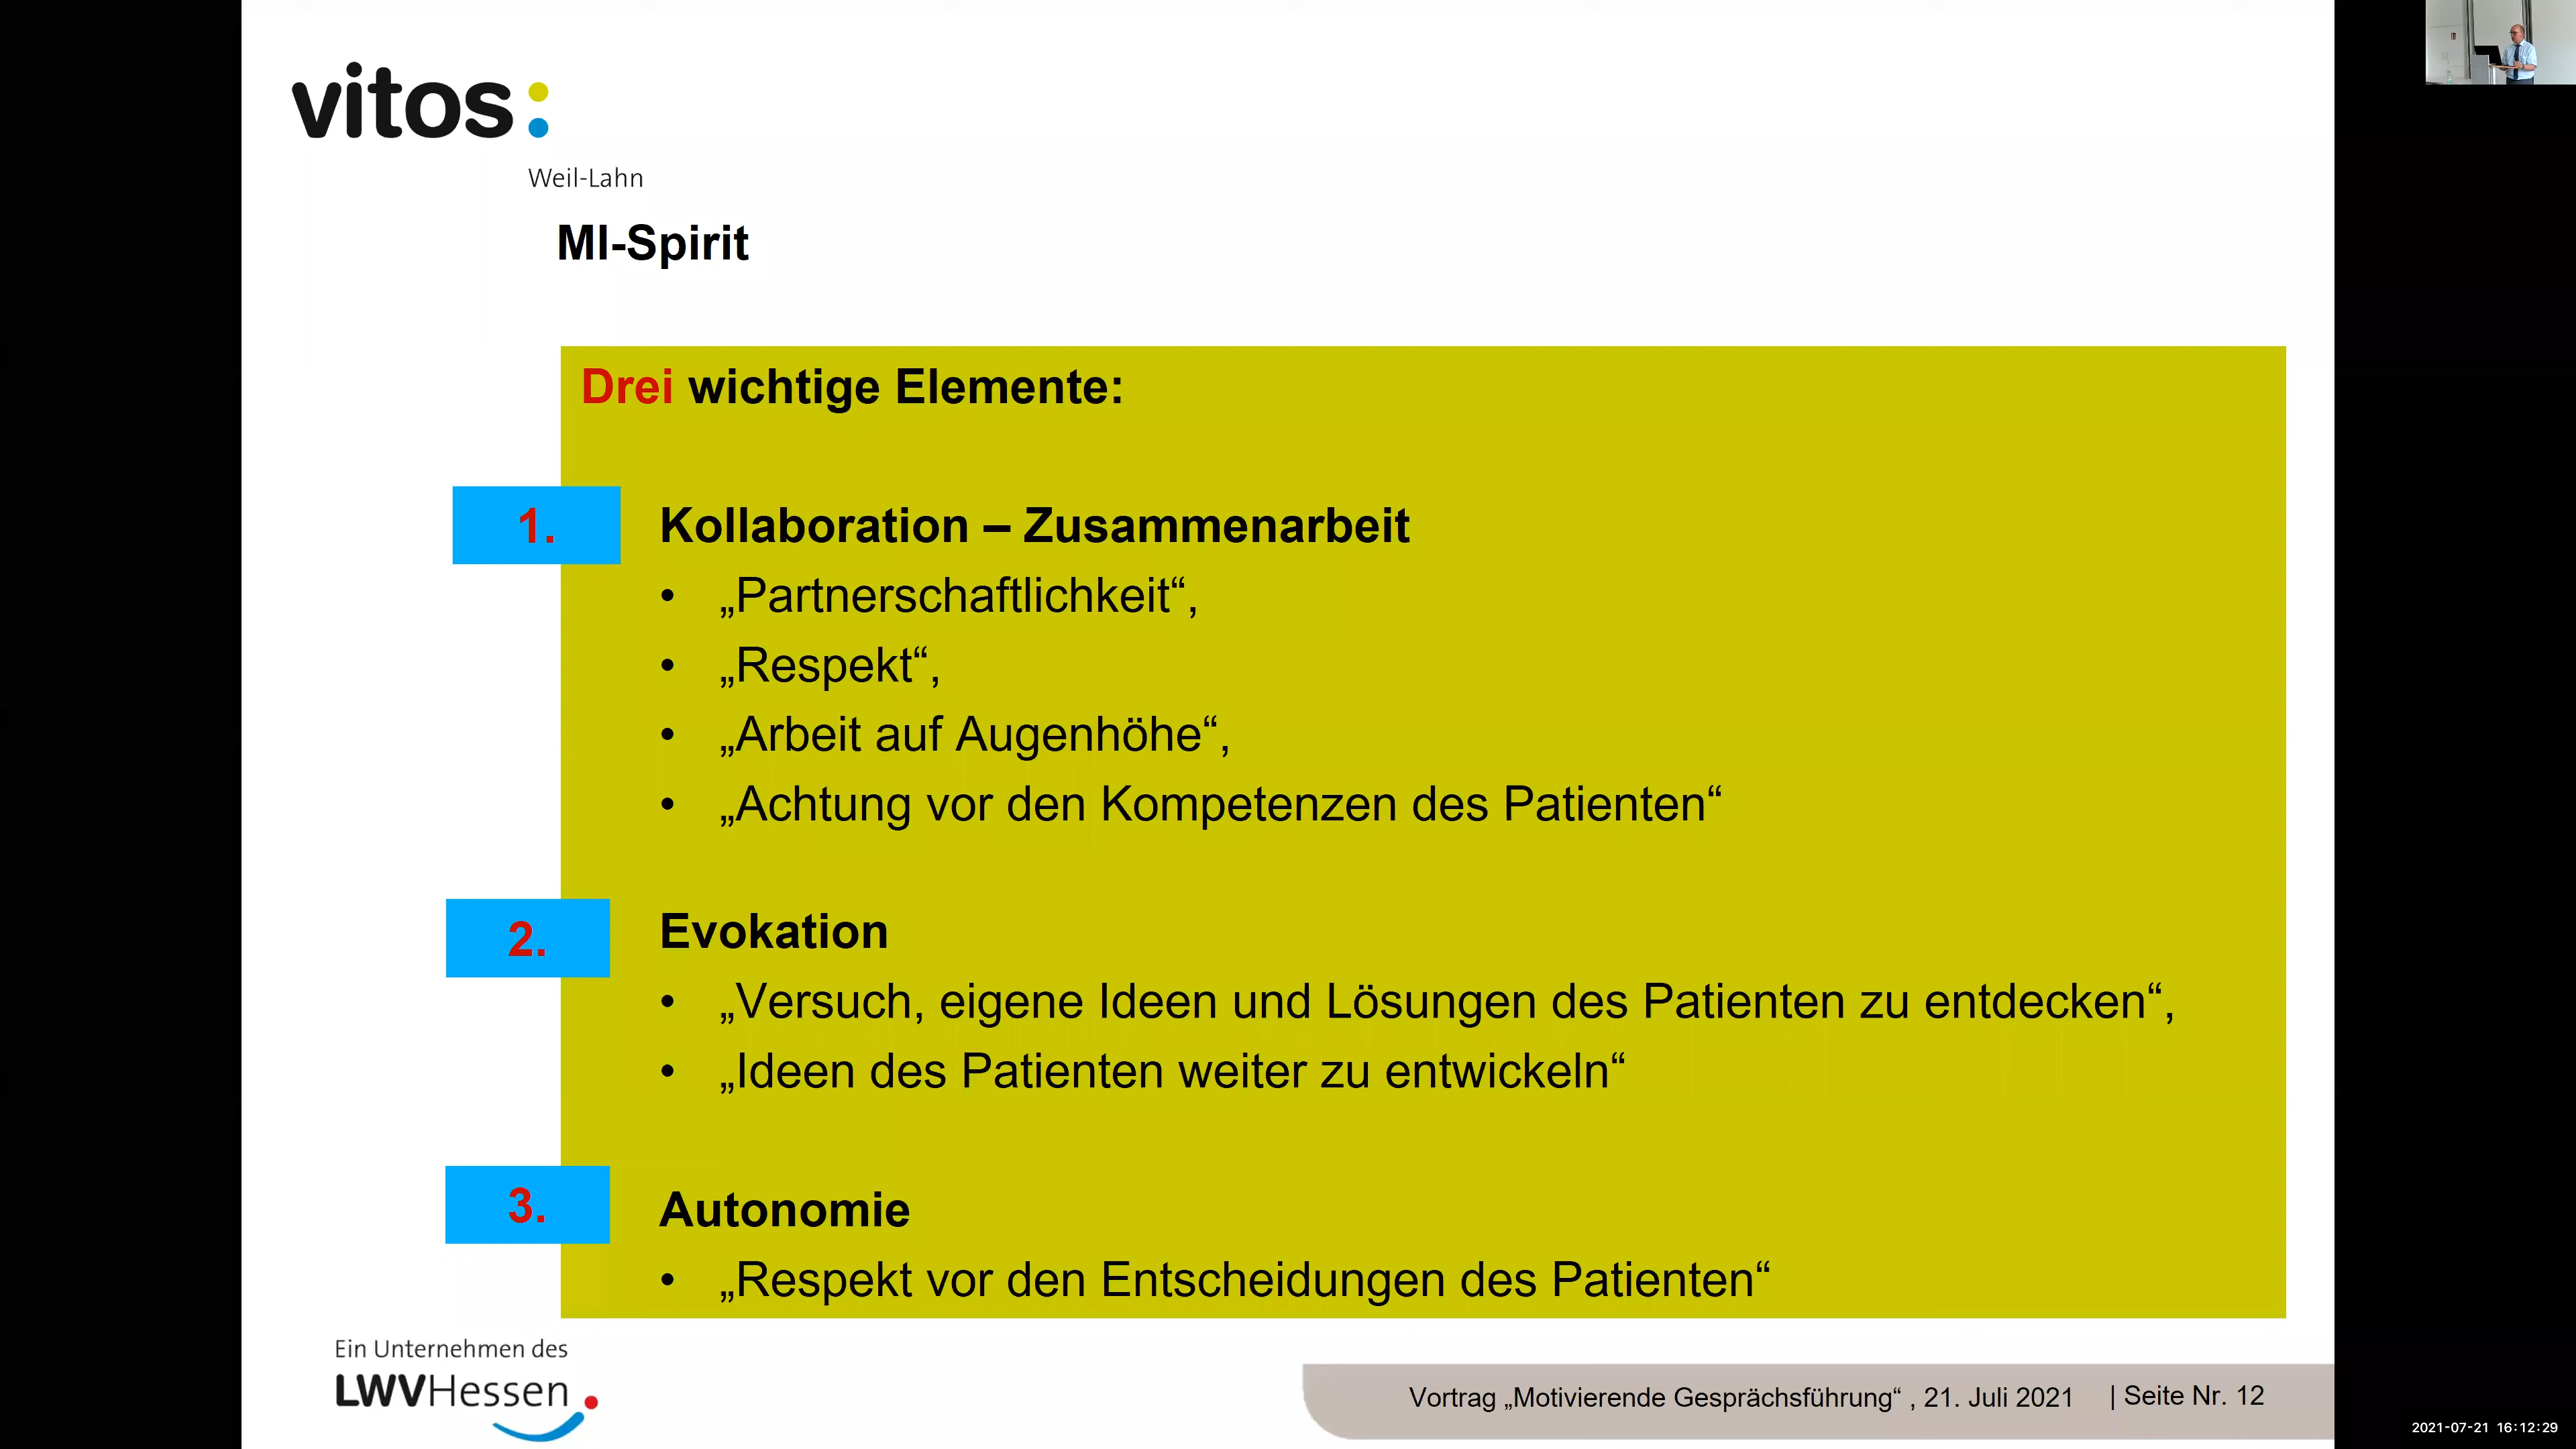 vitos:
Weil-Lahn
MI-Spirit
Drei wichtige Elemente:
1.
Kollaboration – Zusammenarbeit
• „Partnerschaftlichkeit“,
• „Respekt“,
• „Arbeit auf Augenhöhe“,
• „Achtung vor den Kompetenzen des Patienten“
2.
Evokation
• „Versuch, eigene Ideen und Lösungen des Patienten zu entdecken“,
• „Ideen des Patienten weiter zu entwickeln“
3.
Autonomie
• „Respekt vor den Entscheidungen des Patienten“
Ein Unternehmen des
LWVHessen
Vortrag „Motivierende Gesprächsführung“ , 21. Juli 2021 | Seite Nr. 12
2021-07-21 16:12:29